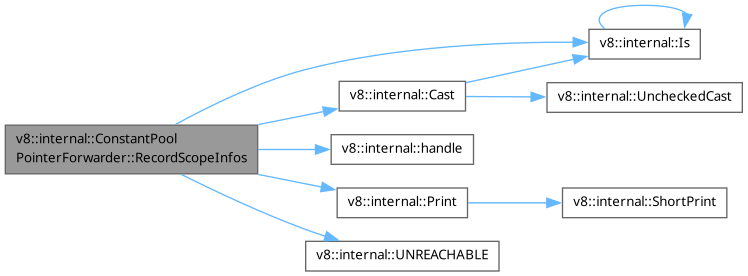 v8::internal::ConstantPool
PointerForwarder::RecordScopeInfos
v8::internal::Is
v8::internal::Cast
v8::internal::UncheckedCast
v8::internal::handle
v8::internal::Print
v8::internal::ShortPrint
v8::internal::UNREACHABLE